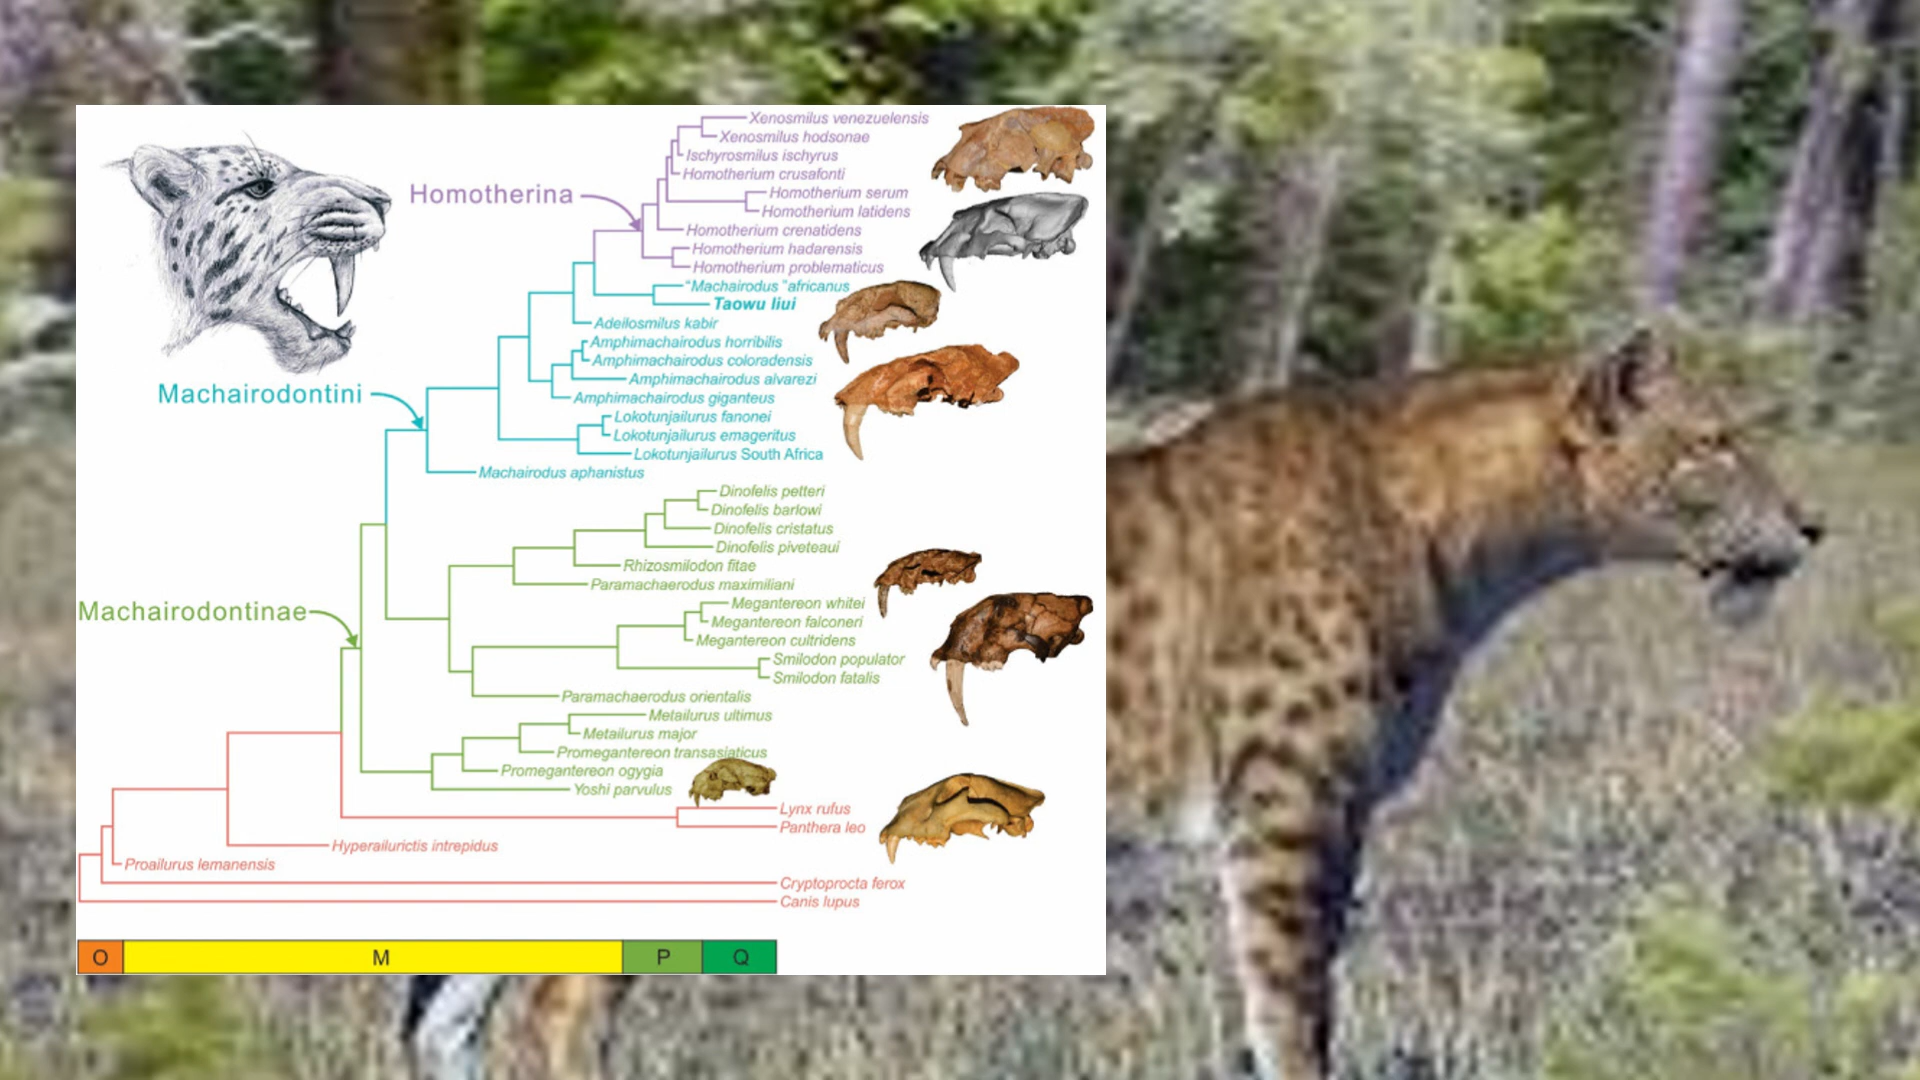 Xenosmilus venezuelensis
Xenosmilus hodsonae
Ischyrosmilus ischyrus
Homotherium crusafonti
Homotherina
Homotherium serum
Homotherium latidens
Homotherium crenatidens
Homotherium hadarensis
Homotherium problematicus
"Machairodus "africanus
Taowu liui
Adeilosmilus kabir
Amphimachairodus horribilis
Amphimachairodus coloradensis
Amphimachairodus alvarezi
Machairodontini
Amphimachairodus giganteus
Lokotunjailurus fanonei
Lokotunjailurus emageritus
Lokotunjailurus South Africa
Machairodus aphanistus
Dinofelis petteri
Dinofelis barlowi
Dinofelis cristatus
Dinofelis piveteaui
Rhizosmilodon fitae
Paramachaerodus maximiliani
Megantereon whitei
Machairodontinae
Megantereon falconeri
Megantereon cultridens
Smilodon populator
Smilodon fatalis
Paramachaerodus orientalis
Metailurus ultimus
Metailurus major
Promegantereon transasiaticus
Promegantereon ogygia
Yoshi parvulus
Lynx rufus
Panthera leo
Hyperailurictis intrepidus
Proailurus lemanensis
Cryptoprocta ferox
Canis lupus
O M P Q